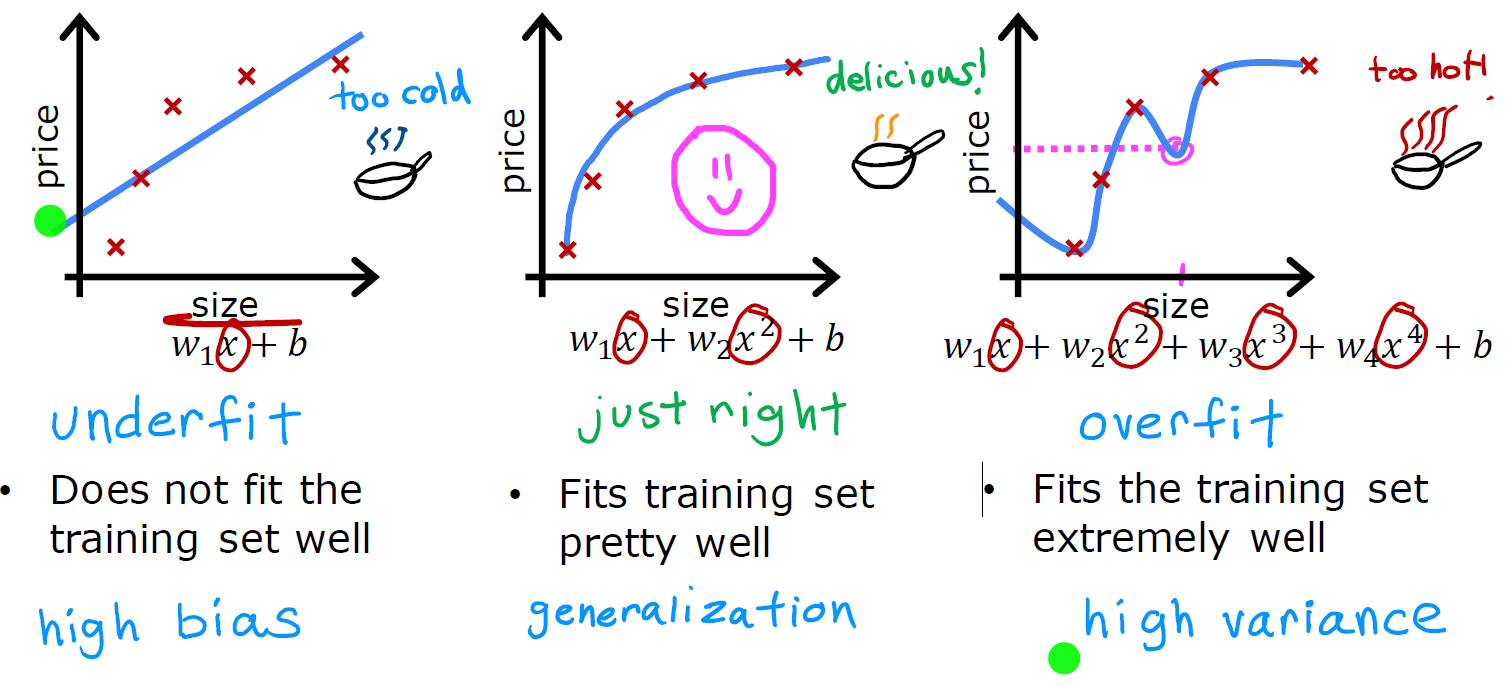 price
too cold
size
w₁x + b
underfit
• Does not fit the
training set well
high bias
price
delicious!
size
w₁x + w₂x² + b
just right
• Fits training set
pretty well
generalization
price
too hot!
size
w₁x + w₂x² + w₃x³ + w₄x⁴ + b
overfit
• Fits the training set
extremely well
high variance